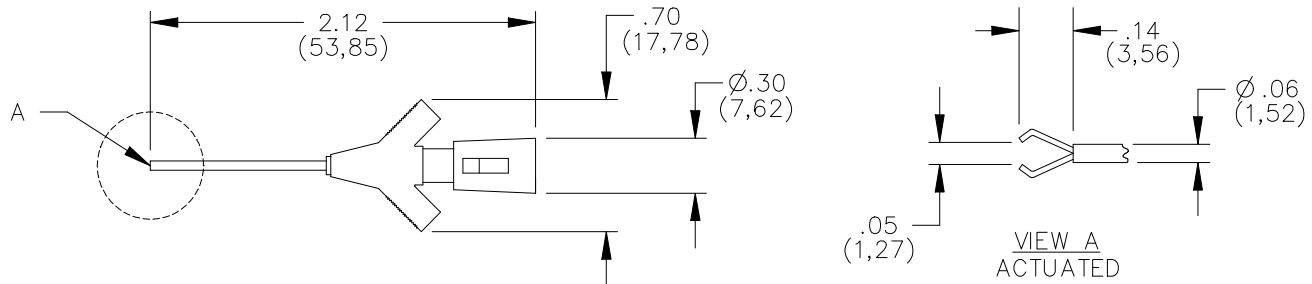 2.12
(53,85)
.70
(17,78)
Ø.30
(7,62)
A
.14
(3,56)
Ø.06
(1,52)
.05
(1,27)
VIEW A
ACTUATED